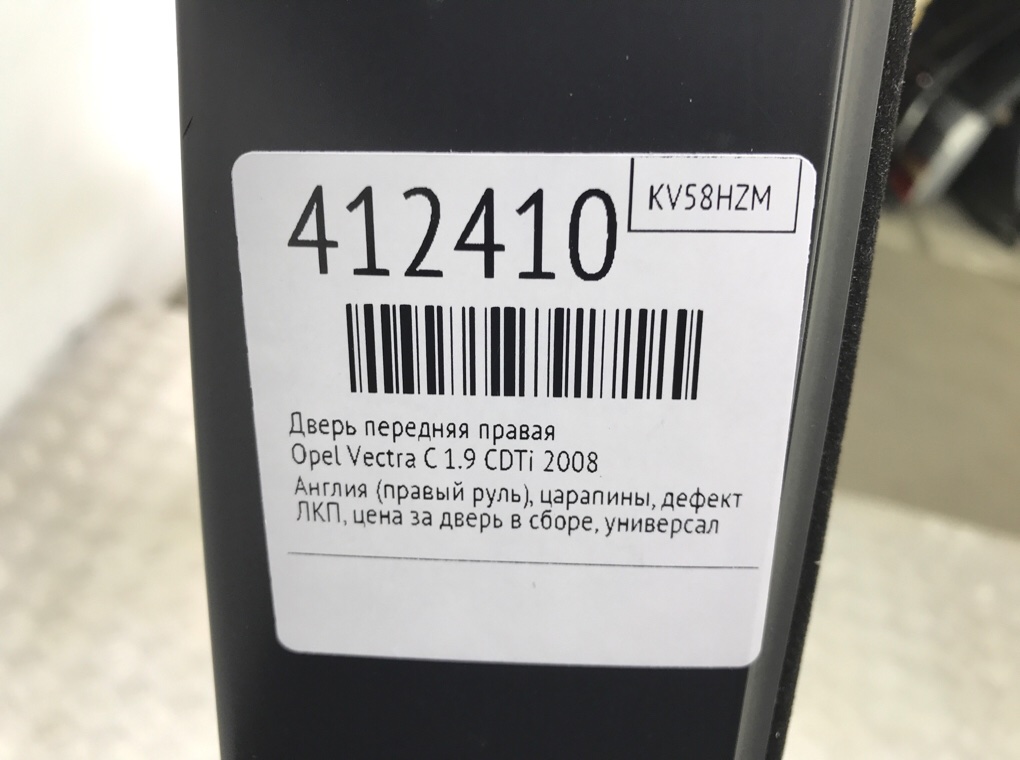 412410
KV58HZM
Дверь передняя правая
Opel Vectra C 1.9 CDTi 2008
Англия (правый руль), царапины, дефект
ЛКП, цена за дверь в сборе, универсал